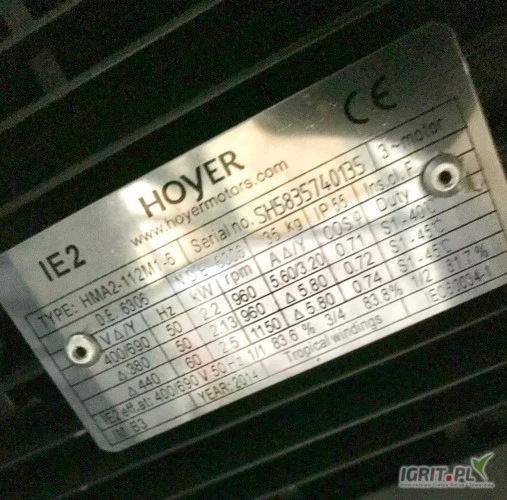 IE2 HOYER CE
www.hoyermotors.com
TYPE: HMA2-112M1-6 Serial no. SH5835740135 3~motor
D.E. 6306 N.D.E. 6306 35 kg IP 55 Ins.cl. F
V Δ/Y Hz kW rpm A Δ/Y COS φ Duty
400/690 50 2.2 960 5.60/3.20 0.71 S1 - 40°C
Δ 380 50 2.13 960 Δ 5.80 0.72 S1 - 45°C
Δ 440 60 2.5 1150 Δ 5.80 0.74 S1 - 45°C
IE2 eff.at: 400/690 V 50 Hz 1/1 83.6 % 3/4 83.8% 1/2 81.7%
IM B3 YEAR: 2014 Tropical windings IEC 60034-1
IGRIT.PL